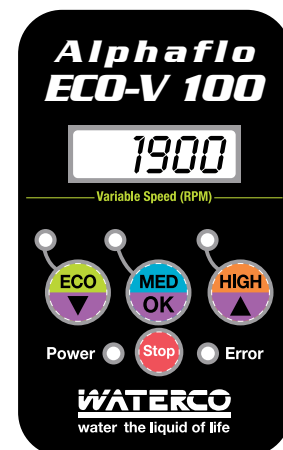 Alphaflo
ECO-V 100
1900
Variable Speed (RPM)
ECO MED HIGH
▼ OK ▲
Power Stop Error
WATERCO
water the liquid of life